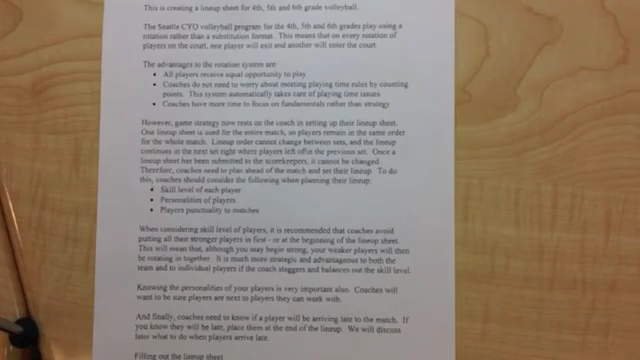 This is creating a lineup sheet for 4th, 5th and 6th grade volleyball.
The Seattle CYO volleyball program for the 4th, 5th and 6th grades play using a
rotation rather than a substitution format. This means that on every rotation of
players on the court, one player will exit and another will enter the court.
The advantages to the rotation system are:
• All players receive equal opportunity to play
• Coaches do not need to worry about meeting playing time rules by counting
points. This system automatically takes care of playing time issues.
• Coaches have more time to focus on fundamentals rather than strategy.
However, game strategy now rests on the coach in setting up their lineup sheet.
One lineup sheet is used for the entire match, so players remain in the same order
for the whole match. Lineup order cannot change between sets, and the lineup
continues in the next set right where players left off in the previous set. Once a
lineup sheet has been submitted to the scorekeepers, it cannot be changed.
Therefore, coaches need to plan ahead of the match and set their lineup. To do
this, coaches should consider the following when planning their lineup:
• Skill level of each player
• Personalities of players
• Players punctuality to matches
When considering skill level of players, it is recommended that coaches avoid
putting all their stronger players in first - or at the beginning of the lineup sheet.
This will mean that, although you may begin strong, your weaker players will then
be rotating in together. It is much more strategic and advantageous to both the
team and to individual players if the coach staggers and balances out the skill level.
Knowing the personalities of your players is very important also. Coaches will
want to be sure players are next to players they can work with.
And finally, coaches need to know if a player will be arriving late to the match. If
you know they will be late, place them at the end of the lineup. We will discuss
later what to do when players arrive late.
Filling out the lineup sheet